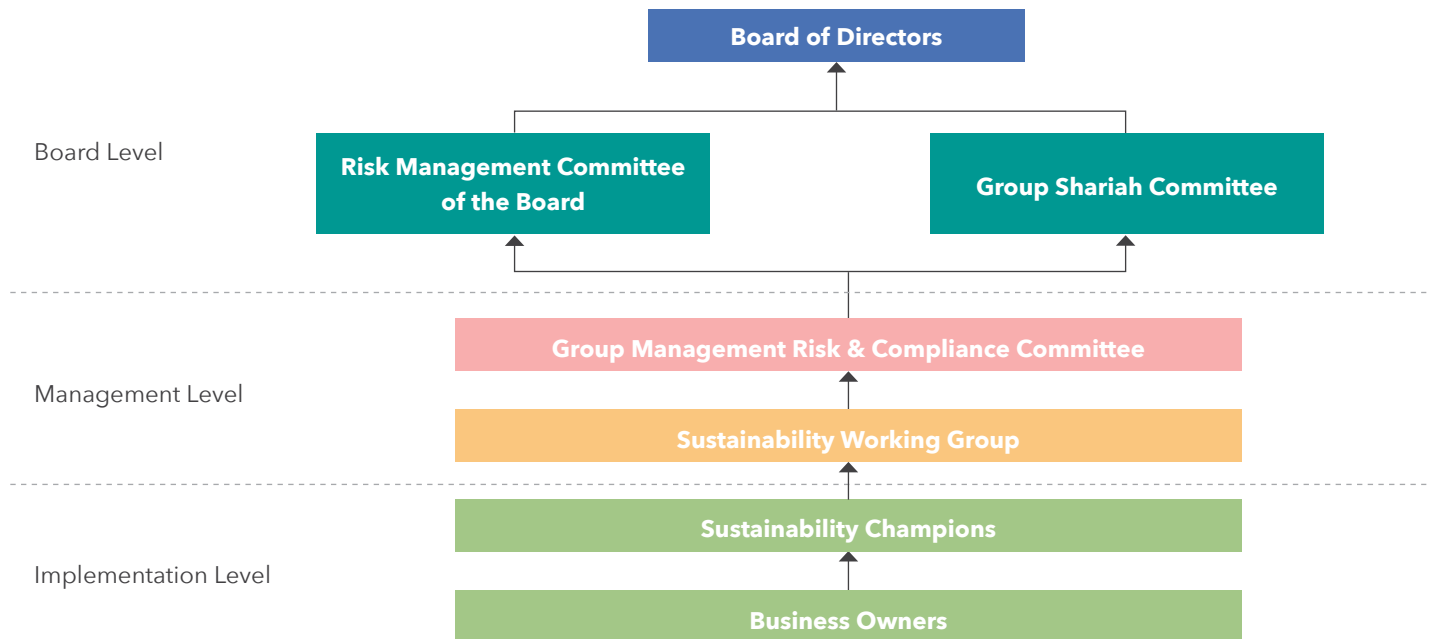 Board of Directors
Board Level
Risk Management Committee
of the Board
Group Shariah Committee
Group Management Risk & Compliance Committee
Management Level
Sustainability Working Group
Sustainability Champions
Implementation Level
Business Owners